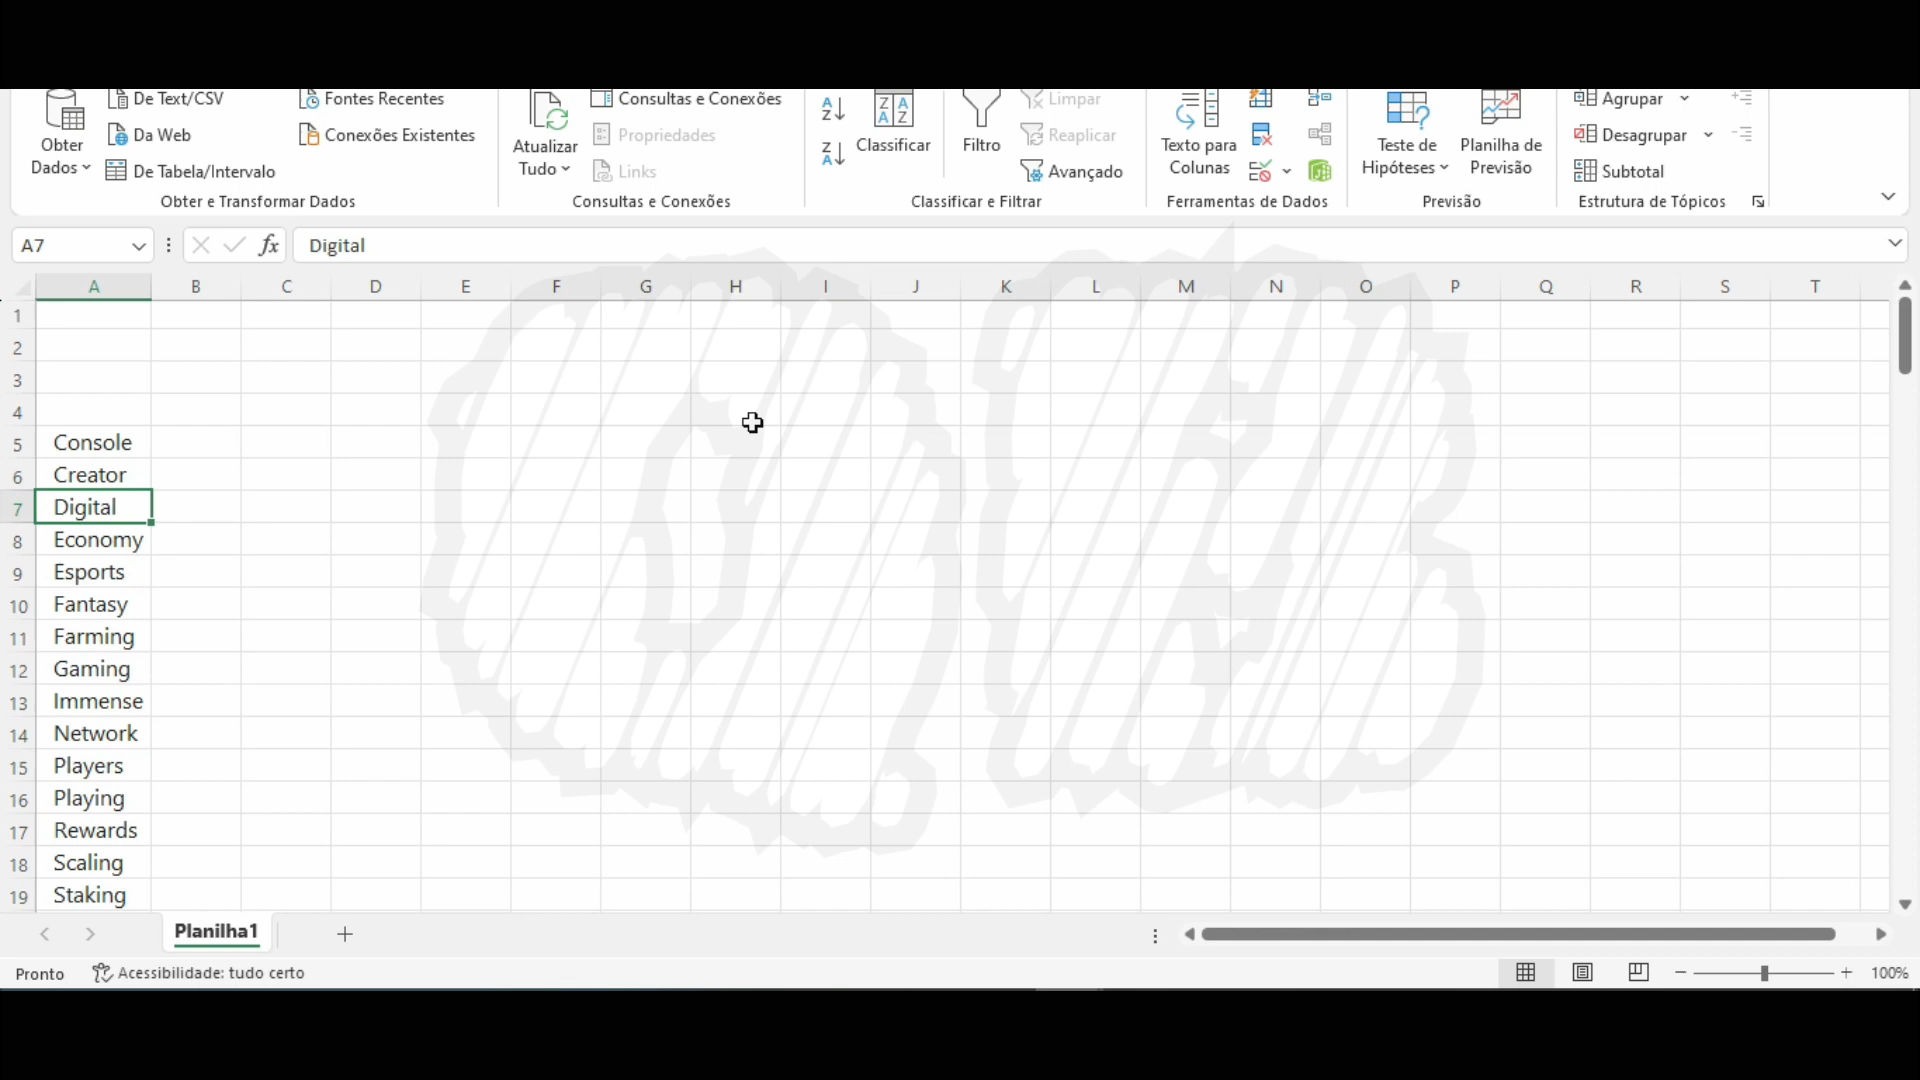 De Text/CSV
Fontes Recentes
Consultas e Conexões
Limpar
Agrupar
Da Web
Conexões Existentes
Propriedades
Reaplicar
Desagrupar
Obter Dados
Atualizar Tudo
Classificar
Filtro
Texto para Colunas
Teste de Hipóteses
Planilha de Previsão
De Tabela/Intervalo
Links
Avançado
Subtotal
Obter e Transformar Dados
Consultas e Conexões
Classificar e Filtrar
Ferramentas de Dados
Previsão
Estrutura de Tópicos
A7
fx
Digital
A B C D E F G H I J K L M N O P Q R S T
1
2
3
4
5 Console
6 Creator
7 Digital
8 Economy
9 Esports
10 Fantasy
11 Farming
12 Gaming
13 Immense
14 Network
15 Players
16 Playing
17 Rewards
18 Scaling
19 Staking
Planilha1
Pronto
Acessibilidade: tudo certo
100%